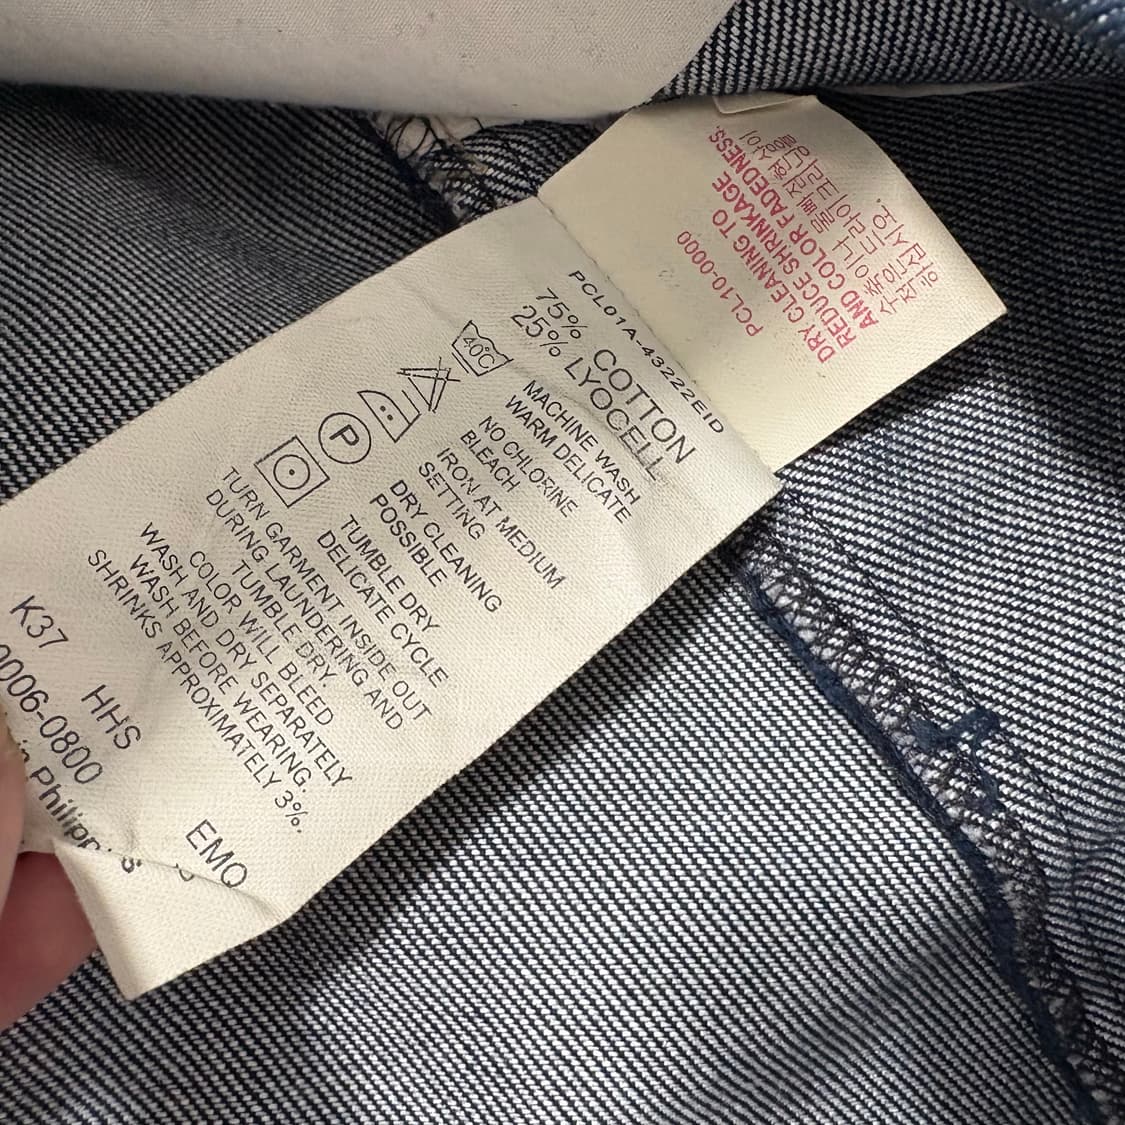 PCL10-0000
DRY CLEANING TO
REDUCE SHRINKAGE
AND COLOR FADEDNESS.
PCL01A-43222EID
75% COTTON
25% LYOCELL
40°C
MACHINE WASH
WARM DELICATE
NO CHLORINE
BLEACH
IRON AT MEDIUM
SETTING
P
DRY CLEANING
POSSIBLE
TUMBLE DRY
DELICATE CYCLE
TURN GARMENT INSIDE OUT
DURING LAUNDERING AND
TUMBLE DRY.
COLOR WILL BLEED
WASH AND DRY SEPARATELY
WASH BEFORE WEARING.
SHRINKS APPROXIMATELY 3%.
K37 HHS
0006-0800
in